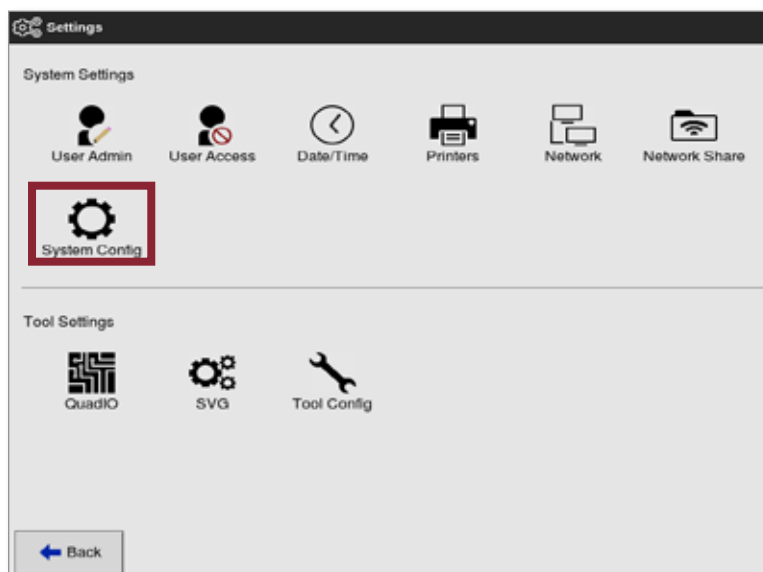 Settings
System Settings
User Admin User Access Date/Time Printers Network Network Share
System Config
Tool Settings
QuadIO SVG Tool Config
Back